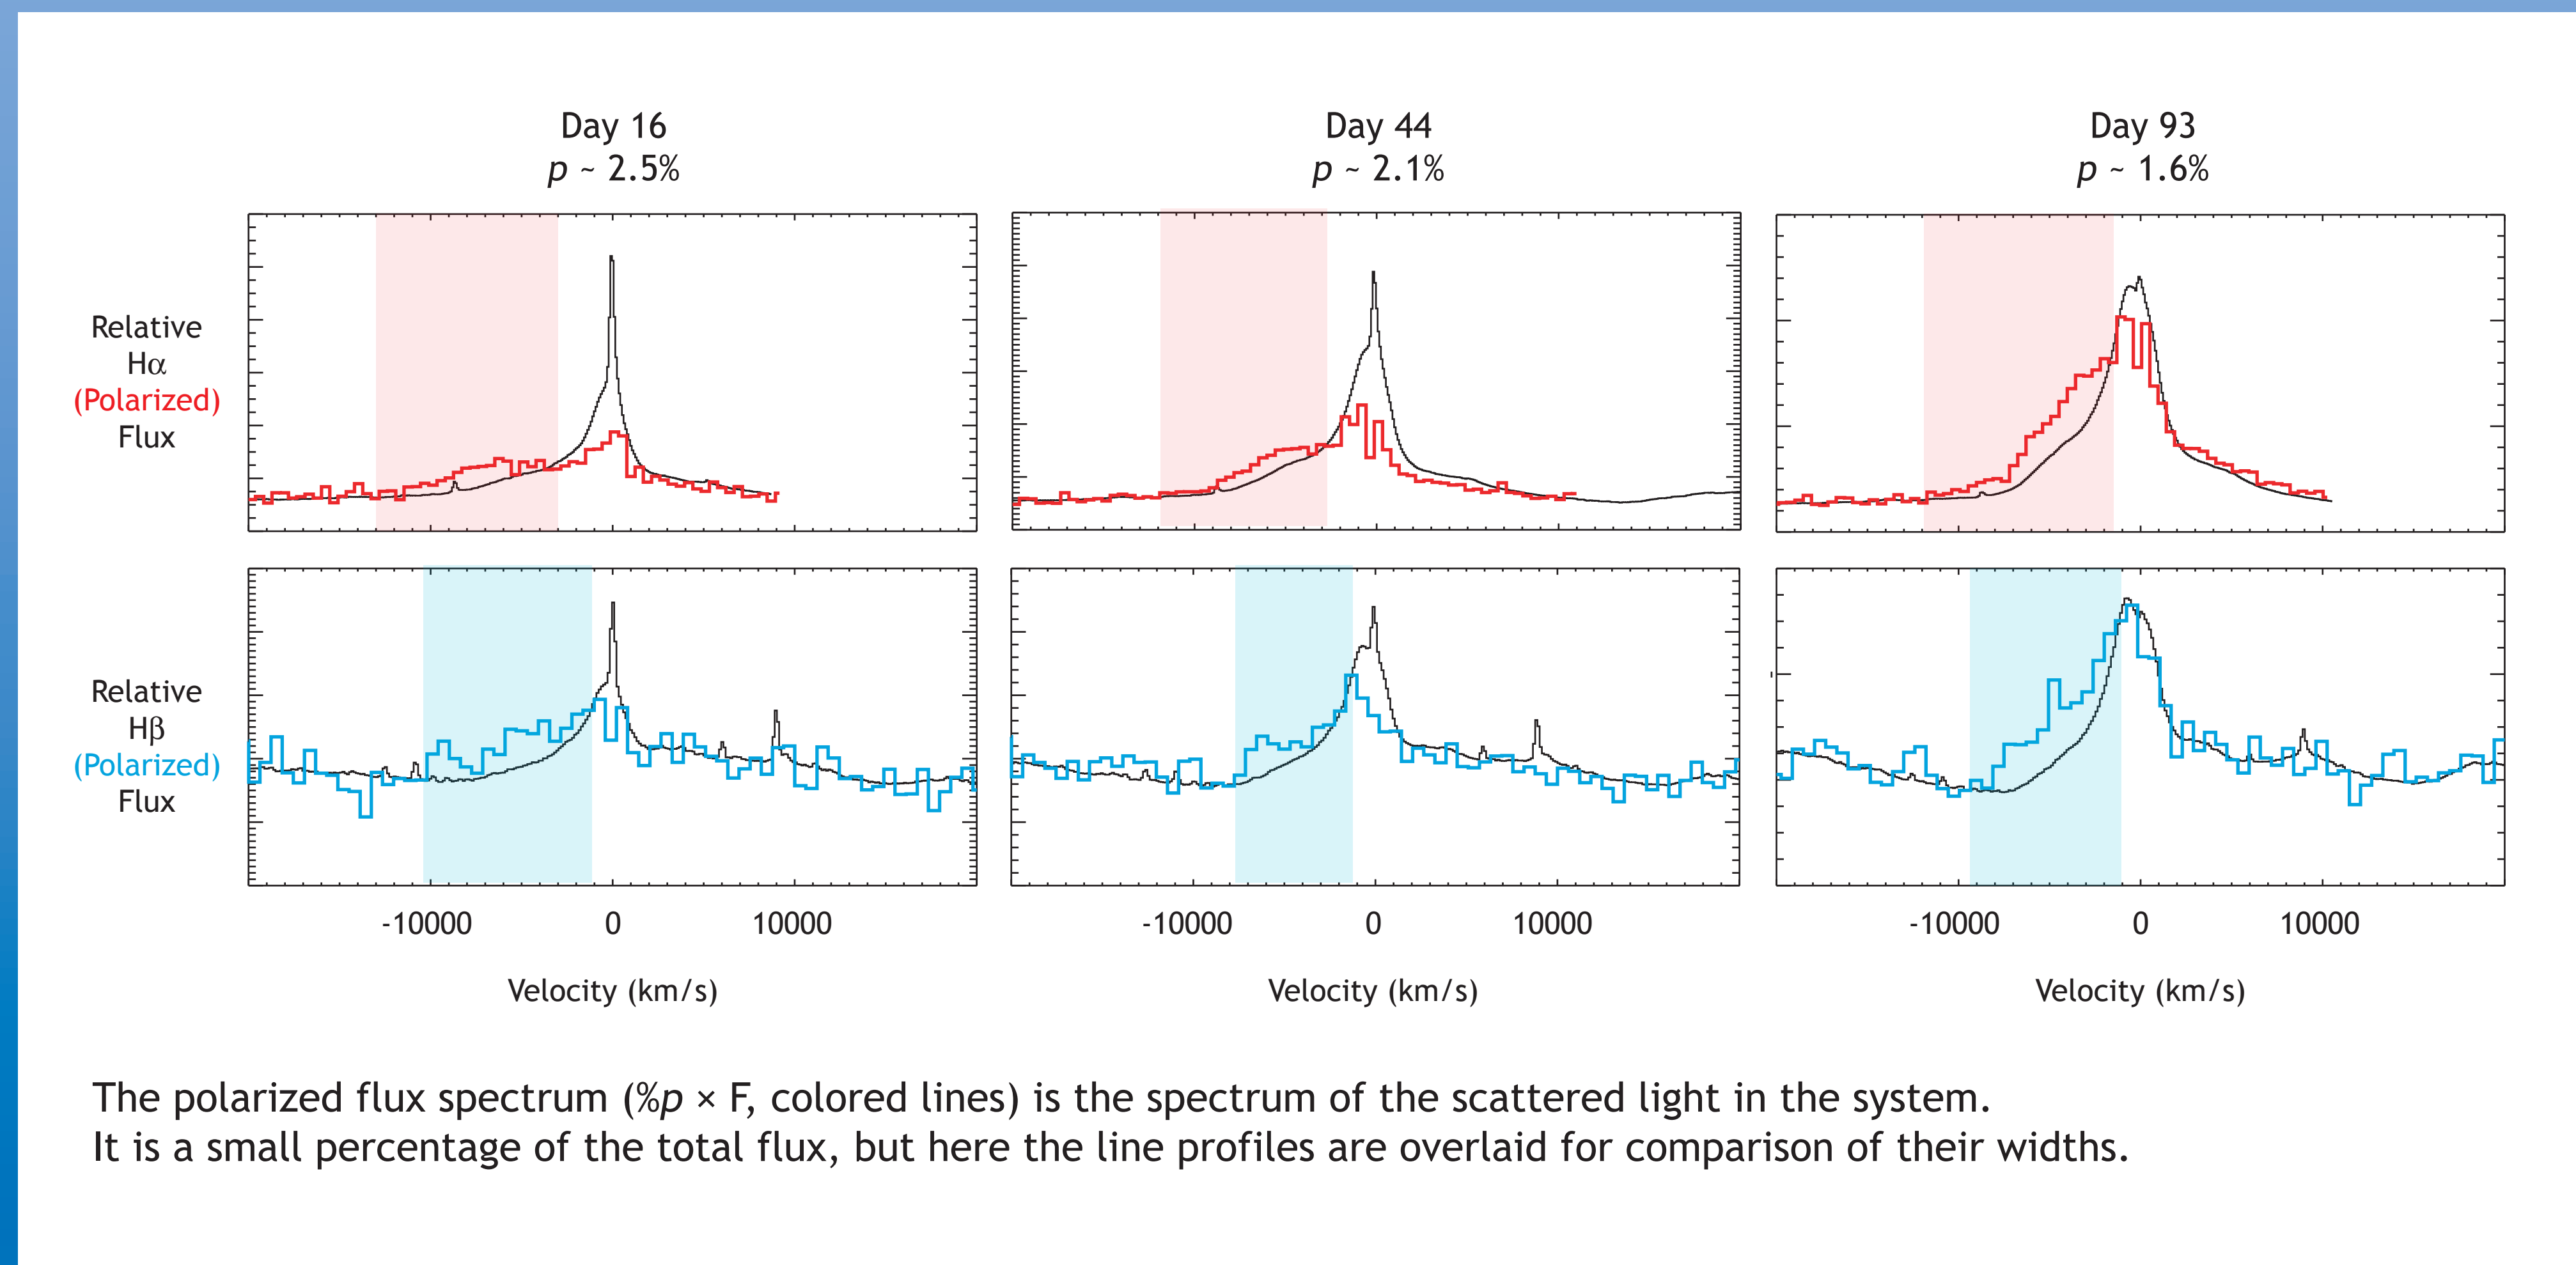 Day 16
p ~ 2.5%
Day 44
p ~ 2.1%
Day 93
p ~ 1.6%
Relative
Hα
(Polarized)
Flux
Relative
Hβ
(Polarized)
Flux
-10000 0 10000
-10000 0 10000
-10000 0 10000
Velocity (km/s)
Velocity (km/s)
Velocity (km/s)
The polarized flux spectrum (%p × F, colored lines) is the spectrum of the scattered light in the system.
It is a small percentage of the total flux, but here the line profiles are overlaid for comparison of their widths.